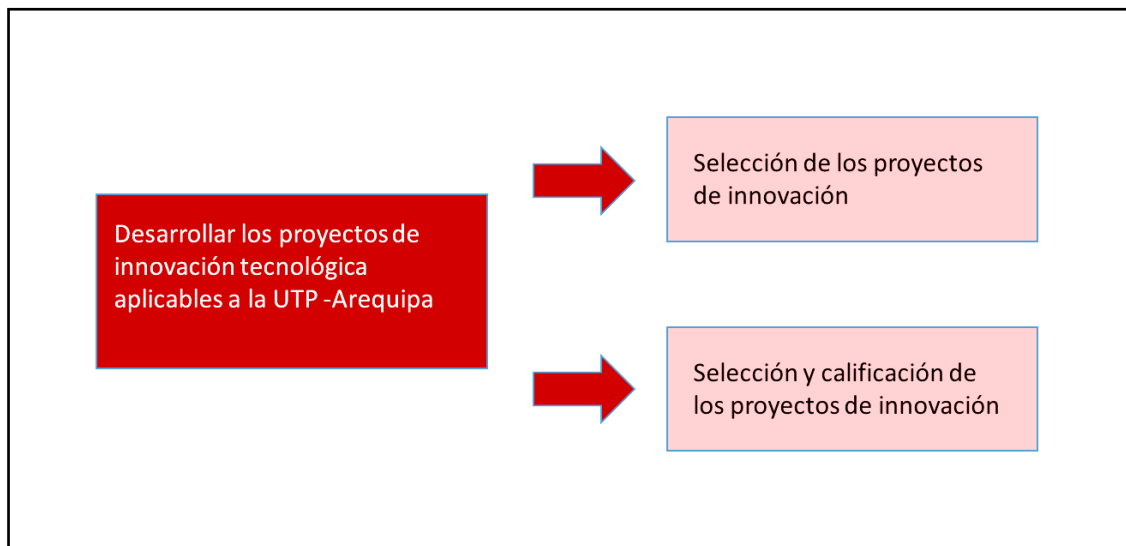 Desarrollar los proyectos de
innovación tecnológica
aplicables a la UTP -Arequipa
Selección de los proyectos
de innovación
Selección y calificación de
los proyectos de innovación